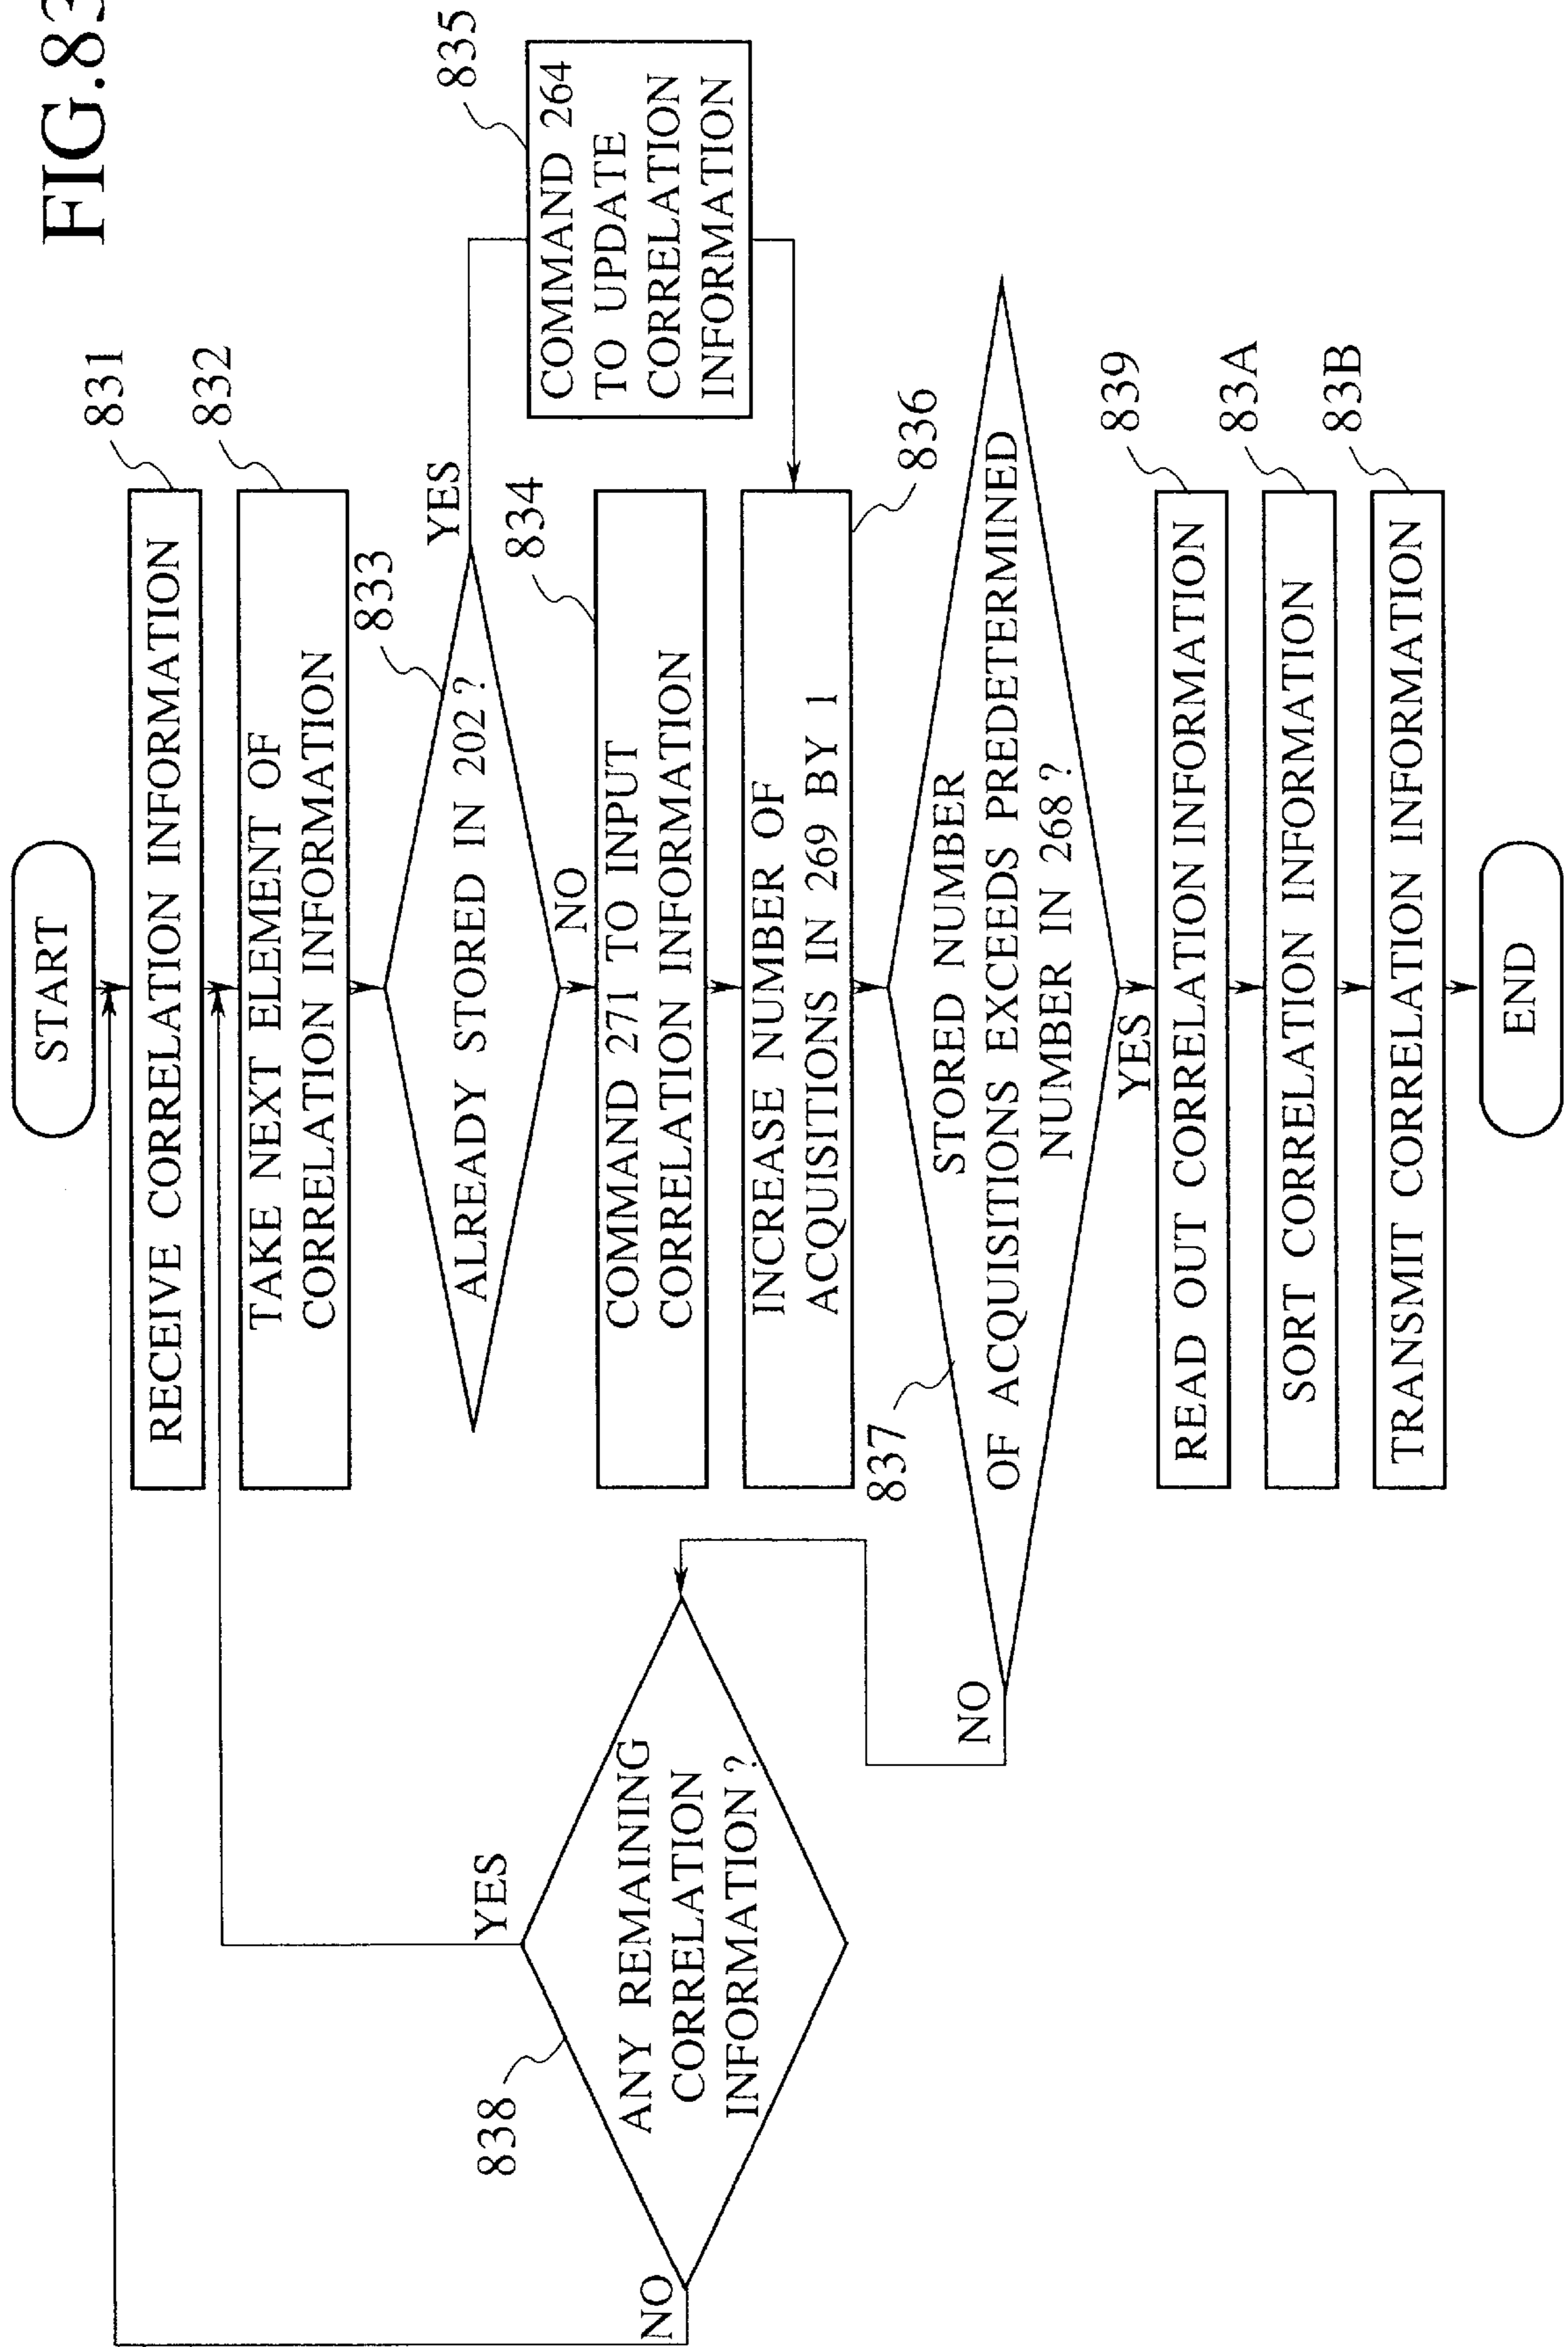 FIG.83
START
831
RECEIVE CORRELATION INFORMATION
832
TAKE NEXT ELEMENT OF
CORRELATION INFORMATION
833
ALREADY STORED IN 202 ?
YES
NO
834
COMMAND 271 TO INPUT
CORRELATION INFORMATION
835
COMMAND 264
TO UPDATE
CORRELATION
INFORMATION
INCREASE NUMBER OF
ACQUISITIONS IN 269 BY 1
836
837
STORED NUMBER
OF ACQUISITIONS EXCEEDS PREDETERMINED
NUMBER IN 268 ?
NO
YES
838
ANY REMAINING
CORRELATION
INFORMATION ?
YES
NO
839
READ OUT CORRELATION INFORMATION
83A
SORT CORRELATION INFORMATION
83B
TRANSMIT CORRELATION INFORMATION
END